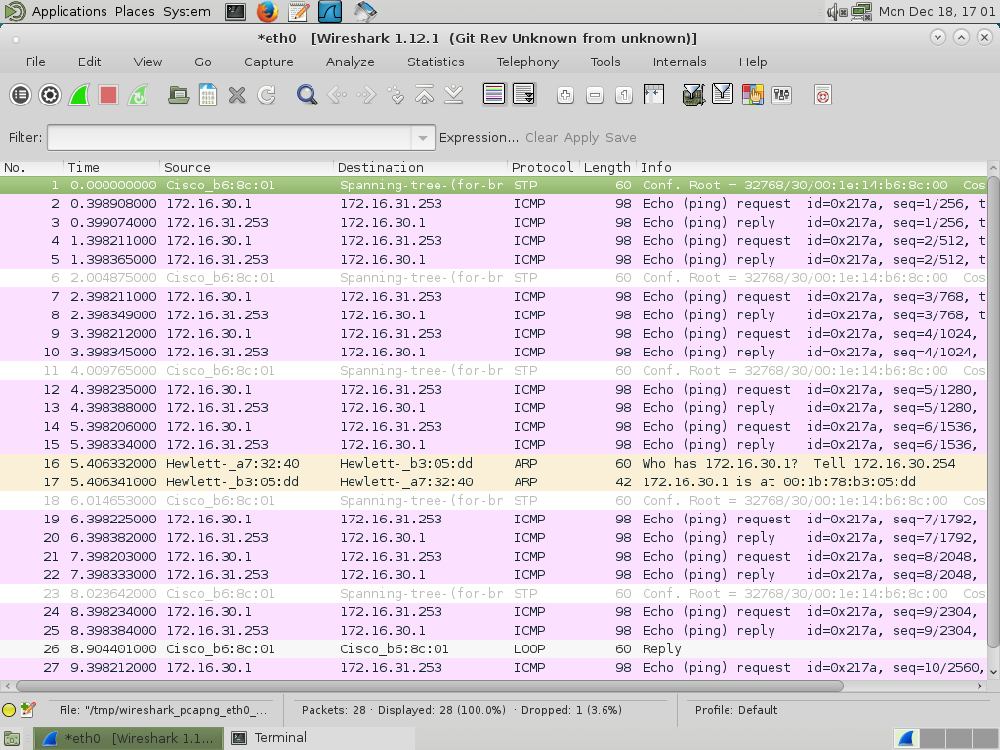 Applications Places System Mon Dec 18, 17:01
*eth0 [Wireshark 1.12.1 (Git Rev Unknown from unknown)]
File Edit View Go Capture Analyze Statistics Telephony Tools Internals Help
Filter: Expression... Clear Apply Save
No. Time Source Destination Protocol Length Info
1 0.000000000 Cisco_b6:8c:01 Spanning-tree-(for-br STP 60 Conf. Root = 32768/30/00:1e:14:b6:8c:00 Cos
2 0.398908000 172.16.30.1 172.16.31.253 ICMP 98 Echo (ping) request id=0x217a, seq=1/256, t
3 0.399074000 172.16.31.253 172.16.30.1 ICMP 98 Echo (ping) reply id=0x217a, seq=1/256, t
4 1.398211000 172.16.30.1 172.16.31.253 ICMP 98 Echo (ping) request id=0x217a, seq=2/512, t
5 1.398365000 172.16.31.253 172.16.30.1 ICMP 98 Echo (ping) reply id=0x217a, seq=2/512, t
6 2.004875000 Cisco_b6:8c:01 Spanning-tree-(for-br STP 60 Conf. Root = 32768/30/00:1e:14:b6:8c:00 Cos
7 2.398211000 172.16.30.1 172.16.31.253 ICMP 98 Echo (ping) request id=0x217a, seq=3/768, t
8 2.398349000 172.16.31.253 172.16.30.1 ICMP 98 Echo (ping) reply id=0x217a, seq=3/768, t
9 3.398212000 172.16.30.1 172.16.31.253 ICMP 98 Echo (ping) request id=0x217a, seq=4/1024,
10 3.398345000 172.16.31.253 172.16.30.1 ICMP 98 Echo (ping) reply id=0x217a, seq=4/1024,
11 4.009765000 Cisco_b6:8c:01 Spanning-tree-(for-br STP 60 Conf. Root = 32768/30/00:1e:14:b6:8c:00 Cos
12 4.398235000 172.16.30.1 172.16.31.253 ICMP 98 Echo (ping) request id=0x217a, seq=5/1280,
13 4.398388000 172.16.31.253 172.16.30.1 ICMP 98 Echo (ping) reply id=0x217a, seq=5/1280,
14 5.398206000 172.16.30.1 172.16.31.253 ICMP 98 Echo (ping) request id=0x217a, seq=6/1536,
15 5.398334000 172.16.31.253 172.16.30.1 ICMP 98 Echo (ping) reply id=0x217a, seq=6/1536,
16 5.406332000 Hewlett-_a7:32:40 Hewlett-_b3:05:dd ARP 60 Who has 172.16.30.1? Tell 172.16.30.254
17 5.406341000 Hewlett-_b3:05:dd Hewlett-_a7:32:40 ARP 42 172.16.30.1 is at 00:1b:78:b3:05:dd
18 6.014653000 Cisco_b6:8c:01 Spanning-tree-(for-br STP 60 Conf. Root = 32768/30/00:1e:14:b6:8c:00 Cos
19 6.398225000 172.16.30.1 172.16.31.253 ICMP 98 Echo (ping) request id=0x217a, seq=7/1792,
20 6.398382000 172.16.31.253 172.16.30.1 ICMP 98 Echo (ping) reply id=0x217a, seq=7/1792,
21 7.398203000 172.16.30.1 172.16.31.253 ICMP 98 Echo (ping) request id=0x217a, seq=8/2048,
22 7.398333000 172.16.31.253 172.16.30.1 ICMP 98 Echo (ping) reply id=0x217a, seq=8/2048,
23 8.023642000 Cisco_b6:8c:01 Spanning-tree-(for-br STP 60 Conf. Root = 32768/30/00:1e:14:b6:8c:00 Cos
24 8.398234000 172.16.30.1 172.16.31.253 ICMP 98 Echo (ping) request id=0x217a, seq=9/2304,
25 8.398384000 172.16.31.253 172.16.30.1 ICMP 98 Echo (ping) reply id=0x217a, seq=9/2304,
26 8.904401000 Cisco_b6:8c:01 Cisco_b6:8c:01 LOOP 60 Reply
27 9.398212000 172.16.30.1 172.16.31.253 ICMP 98 Echo (ping) request id=0x217a, seq=10/2560,
File: "/tmp/wireshark_pcapng_eth0_... Packets: 28 · Displayed: 28 (100.0%) · Dropped: 1 (3.6%) Profile: Default
*eth0 [Wireshark 1.1... Terminal